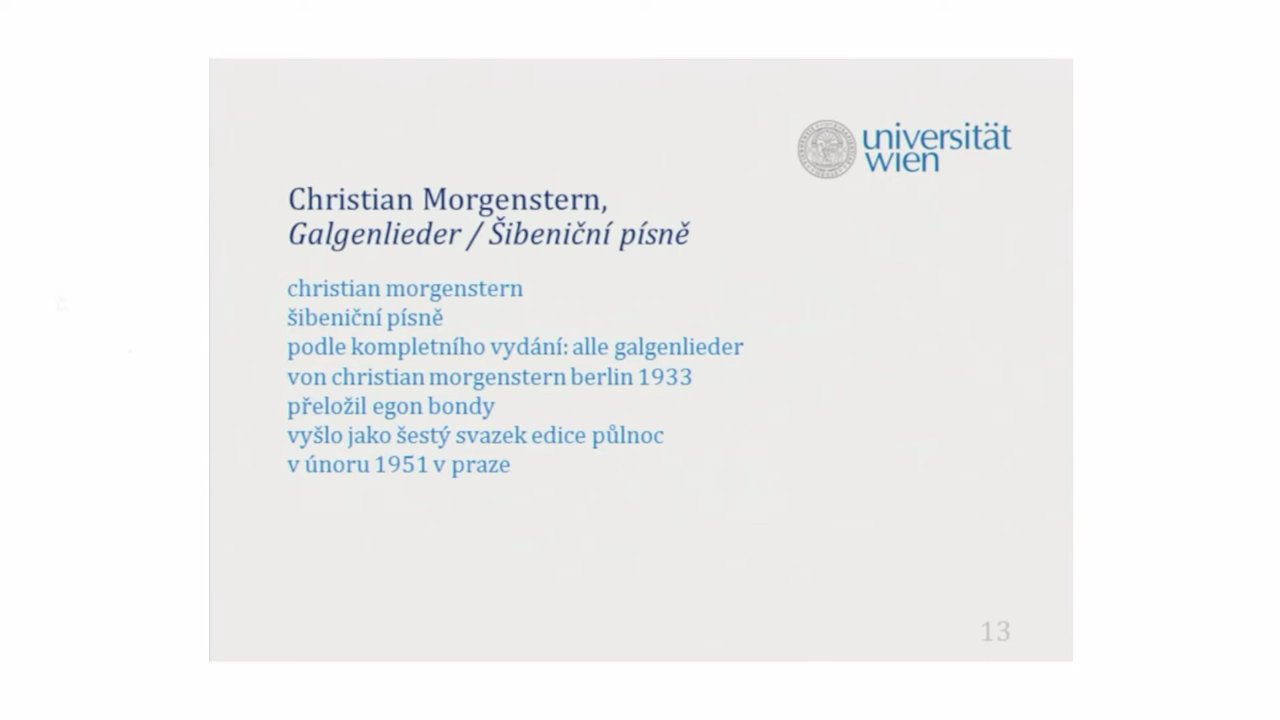 universität
wien
Christian Morgenstern,
Galgenlieder / Šibeniční písně
christian morgenstern
šibeniční písně
podle kompletního vydání: alle galgenlieder
von christian morgenstern berlin 1933
přeložil egon bondy
vyšlo jako šestý svazek edice půlnoc
v únoru 1951 v praze
13